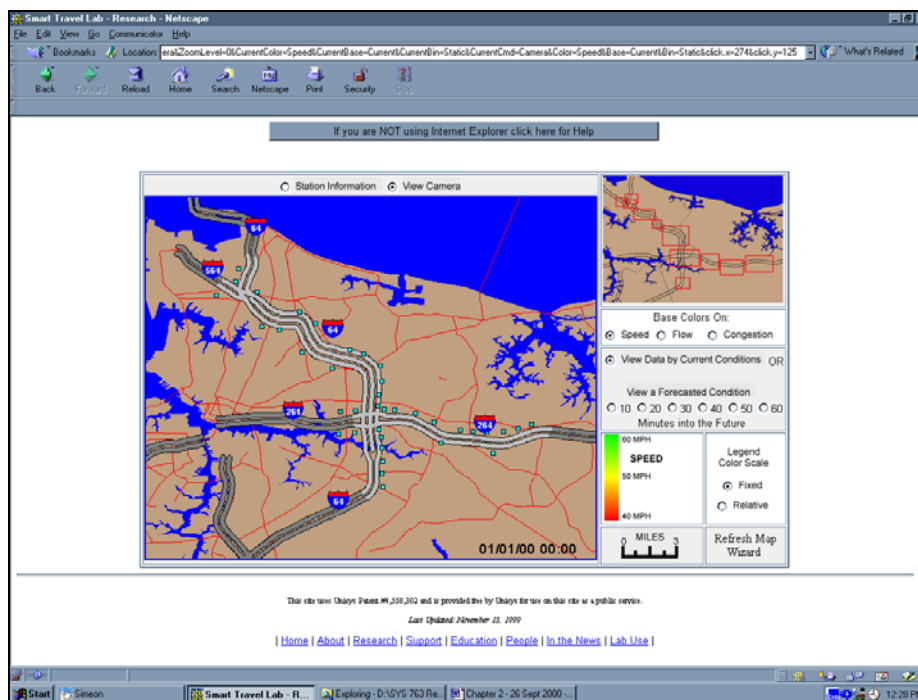 Smart Travel Lab - Research - Netscape
File Edit View Go Communicator Help
Bookmarks Location: era&ZoomLevel=0&CurrentColor=Speed&CurrentBase=Current&CurrentBin=Static&CurrentCmd=Camera&Color=Speed&Base=Current&Bin=Static&click.x=274&click.y=125 What's Related
Back Forward Reload Home Search Netscape Print Security Stop
If you are NOT using Internet Explorer click here for Help
Station Information View Camera
64
564
64
264
264
64
01/01/00 00:00
Base Colors On:
Speed Flow Congestion
View Data by Current Conditions OR
View a Forecasted Condition
10 20 30 40 50 60
Minutes into the Future
60 MPH
SPEED
50 MPH
40 MPH
Legend
Color Scale
Fixed
Relative
0 MILES 3
Refresh Map
Wizard
This site uses Unisys Patent #4,558,302 and is provided free by Unisys for use on this site as a public service.
Last Updated: November 15, 1999
| Home | About | Research | Support | Education | People | In the News | Lab Use |
Start Simeon Smart Travel Lab - R... Exploring - D:\SYS 763 Re... Chapter 2 - 26 Sept 2000 -... 12:28 PM